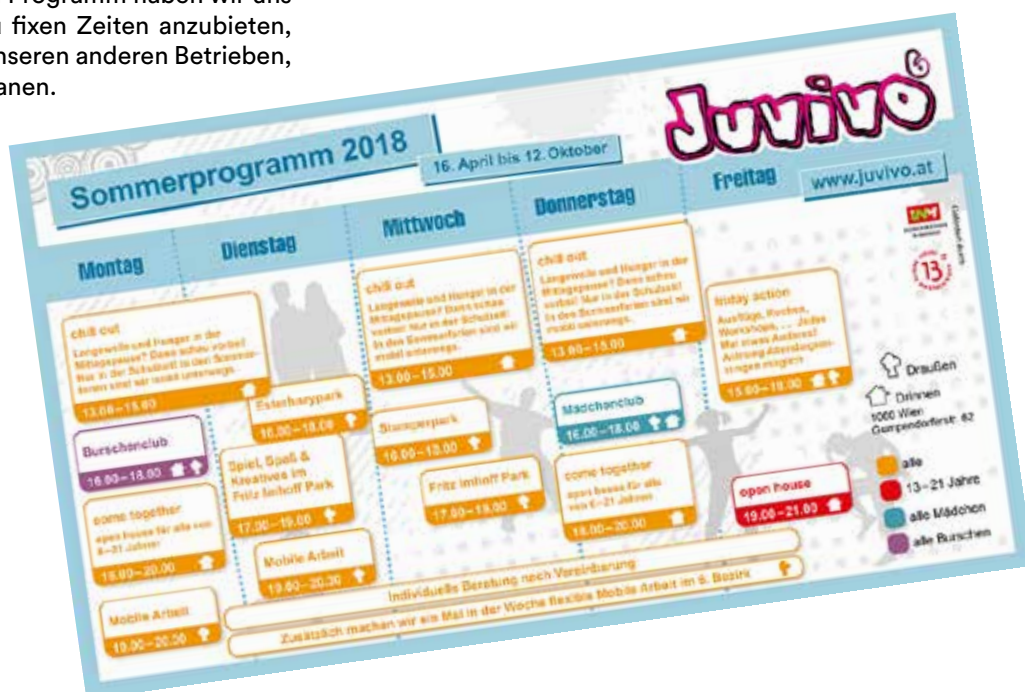 Programm haben wir uns
fixen Zeiten anzubieten,
unseren anderen Betrieben,
Sommerprogramm 2018
16. April bis 12. Oktober
Juvivo
www.juvivo.at
Montag
Dienstag
Mittwoch
Donnerstag
Freitag
chill out
Langeweile und Hunger in der
Mittagspause? Dann schau vorbei!
Nur in der Schulzeit! In den Sommer-
ferien sind wir mobil unterwegs.
13.00–15.00
Burschenclub
16.00–18.00
come together
open house für alle von
6–21 Jahren
18.00–20.00
Mobile Arbeit
19.00–20.30
Esterhazypark
16.00–18.00
Spiel, Spaß &
Kreatives im
Fritz Imhoff Park
17.00–19.00
Mobile Arbeit
19.00–20.30
chill out
Langeweile und Hunger in der
Mittagspause? Dann schau
vorbei! Nur in der Schulzeit!
In den Sommerferien sind wir
mobil unterwegs.
13.00–15.00
Stumperpark
16.00–18.00
Fritz Imhoff Park
17.00–19.00
chill out
Langeweile und Hunger in der
Mittagspause? Dann schau
vorbei! Nur in der Schulzeit!
In den Sommerferien sind wir
mobil unterwegs.
13.00–15.00
Mädchenclub
16.00–18.00
come together
open house für alle
von 6–21 Jahren
18.00–20.00
friday action
Ausflüge, Kochen,
Workshops, ... Jedes
Mal etwas Anderes!
15.00–19.00
open house
19.00–21.00
Individuelle Beratung nach Vereinbarung
Zusätzlich machen wir ein Mal in der Woche flexible Mobile Arbeit im 6. Bezirk
13
Draußen
Drinnen
1060 Wien
Gumpendorferstr. 62
alle
13–21 Jahre
alle Mädchen
alle Burschen